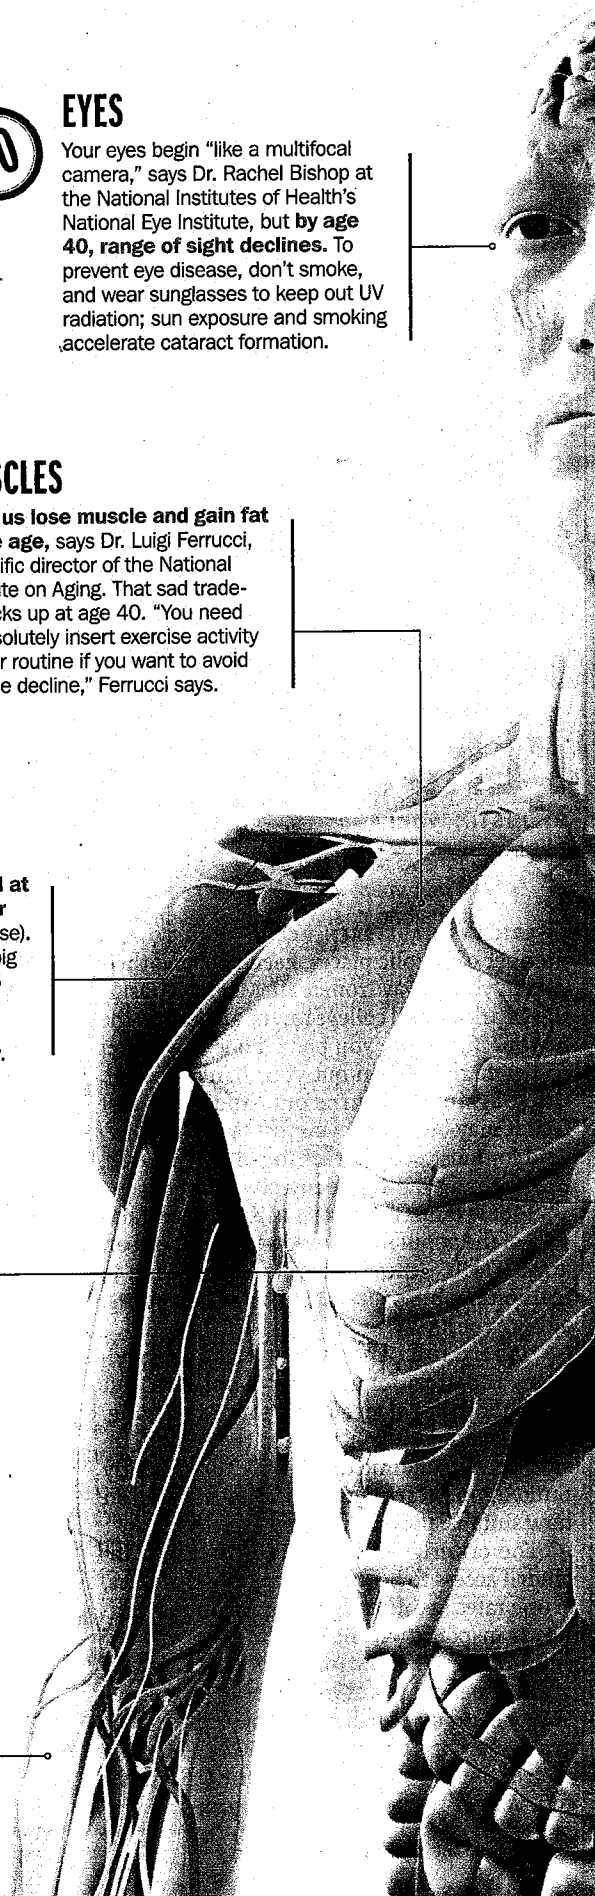 EYES
Your eyes begin “like a multifocal
camera,” says Dr. Rachel Bishop at
the National Institutes of Health’s
National Eye Institute, but by age
40, range of sight declines. To
prevent eye disease, don’t smoke,
and wear sunglasses to keep out UV
radiation; sun exposure and smoking
accelerate cataract formation.
SCLES
us lose muscle and gain fat
age, says Dr. Luigi Ferrucci,
ific director of the National
te on Aging. That sad trade-
cks up at age 40. “You need
solutely insert exercise activity
r routine if you want to avoid
e decline,” Ferrucci says.
at
r
se).
ig